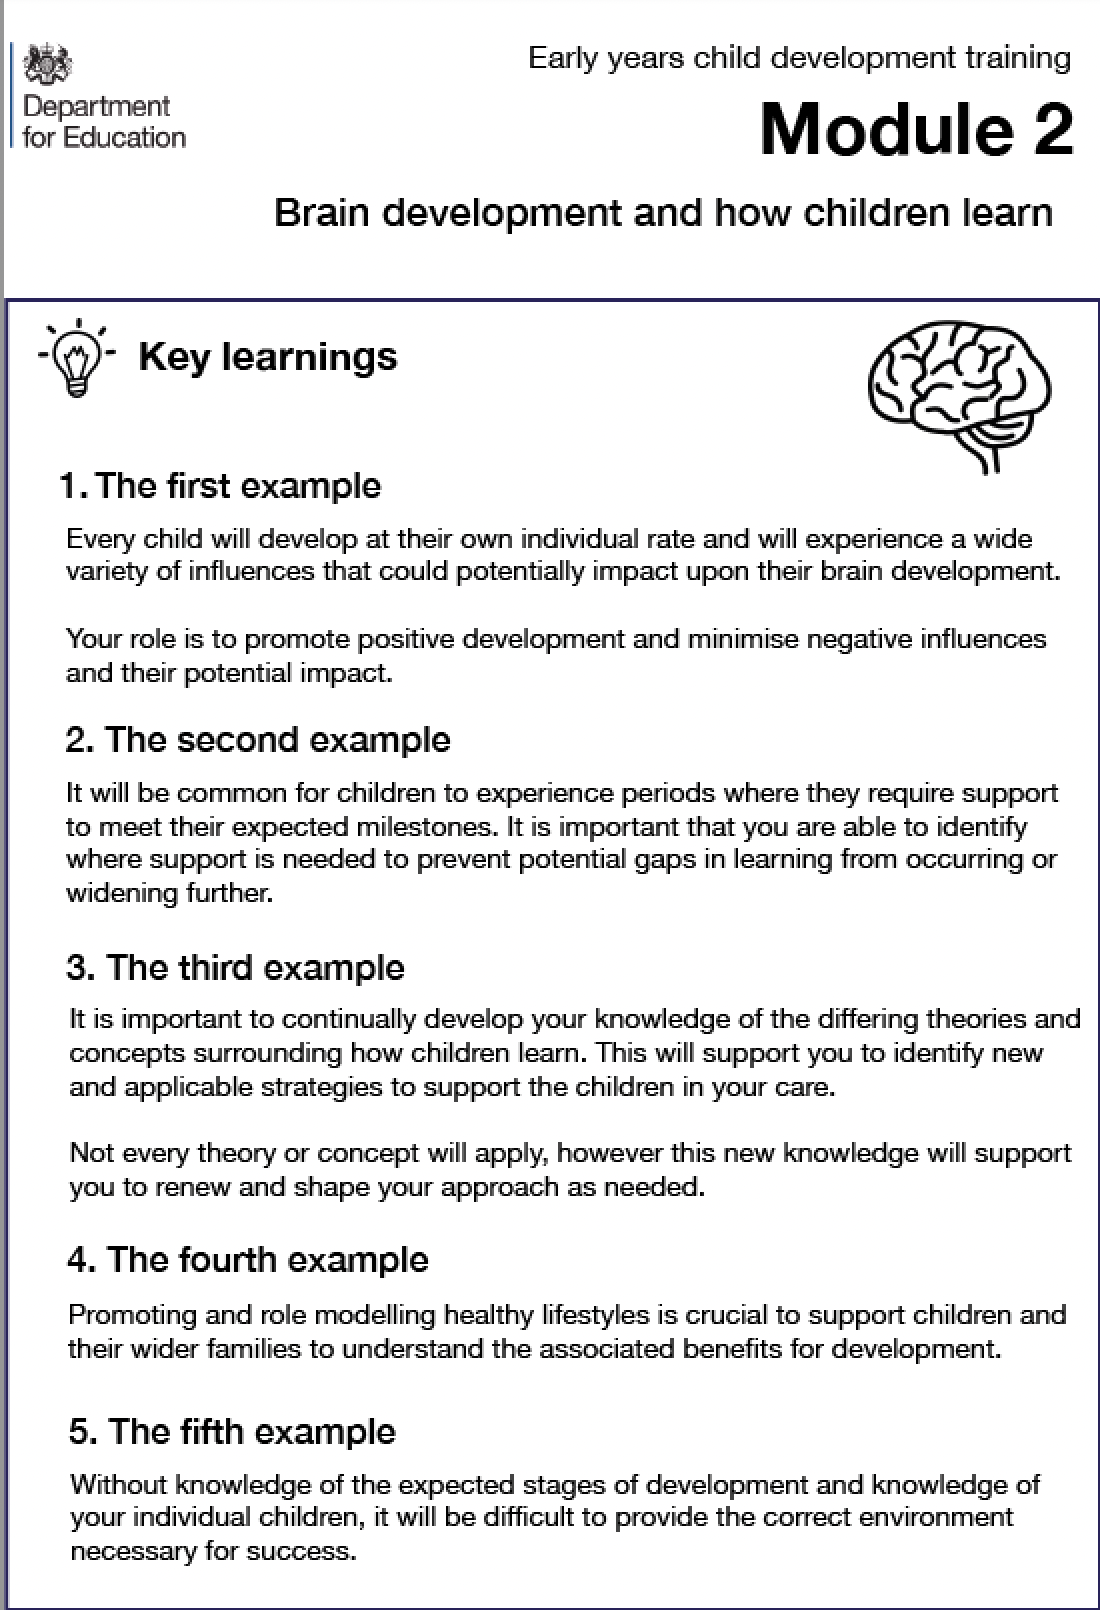 Department
for Education
Early years child development training
Module 2
Brain development and how children learn
Key learnings
1. The first example
Every child will develop at their own individual rate and will experience a wide
variety of influences that could potentially impact upon their brain development.
Your role is to promote positive development and minimise negative influences
and their potential impact.
2. The second example
It will be common for children to experience periods where they require support
to meet their expected milestones. It is important that you are able to identify
where support is needed to prevent potential gaps in learning from occurring or
widening further.
3. The third example
It is important to continually develop your knowledge of the differing theories and
concepts surrounding how children learn. This will support you to identify new
and applicable strategies to support the children in your care.
Not every theory or concept will apply, however this new knowledge will support
you to renew and shape your approach as needed.
4. The fourth example
Promoting and role modelling healthy lifestyles is crucial to support children and
their wider families to understand the associated benefits for development.
5. The fifth example
Without knowledge of the expected stages of development and knowledge of
your individual children, it will be difficult to provide the correct environment
necessary for success.